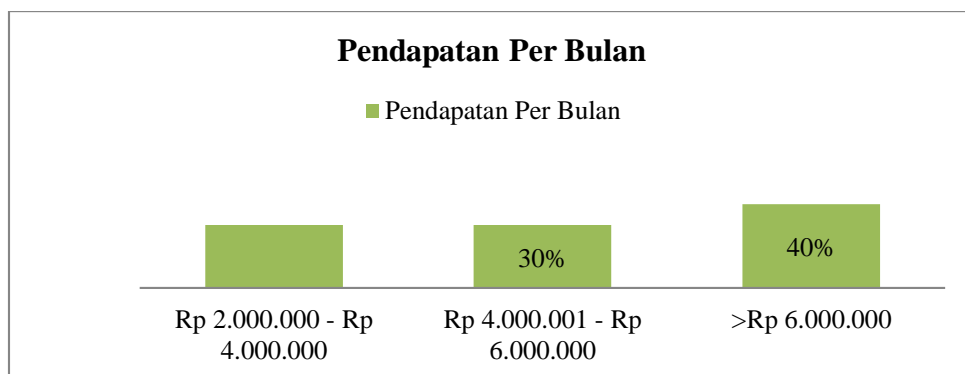 Pendapatan Per Bulan
Pendapatan Per Bulan
30%
40%
Rp 2.000.000 - Rp
4.000.000
Rp 4.000.001 - Rp
6.000.000
>Rp 6.000.000